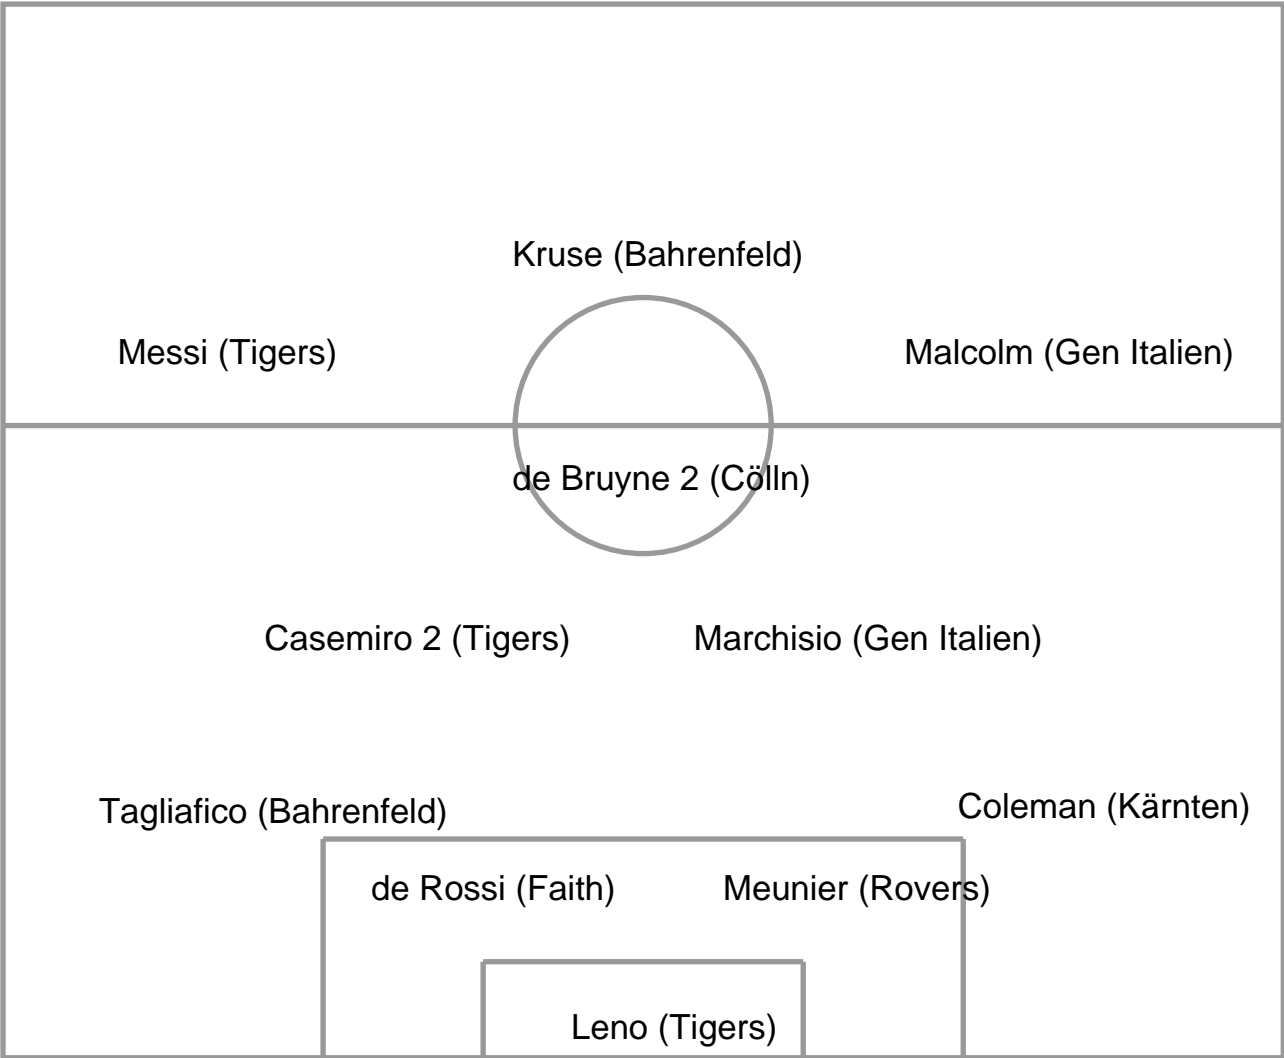 Kruse (Bahrenfeld)
Messi (Tigers)
Malcolm (Gen Italien)
de Bruyne 2 (Cölln)
Casemiro 2 (Tigers)
Marchisio (Gen Italien)
Tagliafico (Bahrenfeld)
Coleman (Kärnten)
de Rossi (Faith)
Meunier (Rovers)
Leno (Tigers)